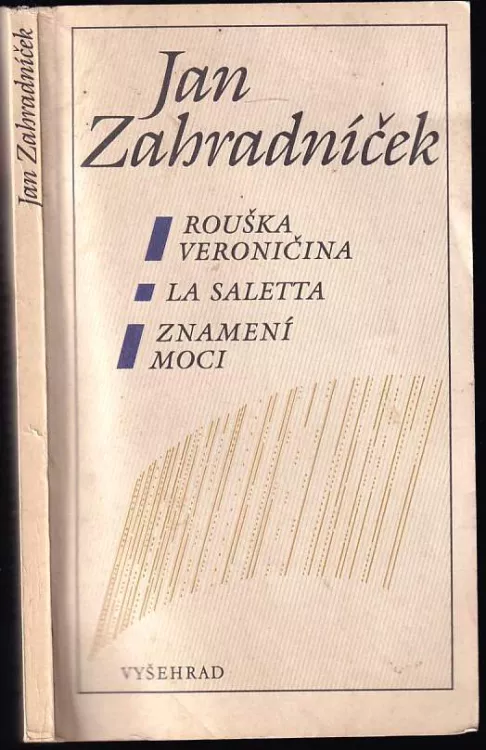 Jan Zahradníček
Jan
Zahradníček
ROUŠKA
VERONIČINA
LA SALETTA
ZNAMENÍ
MOCI
VYŠEHRAD